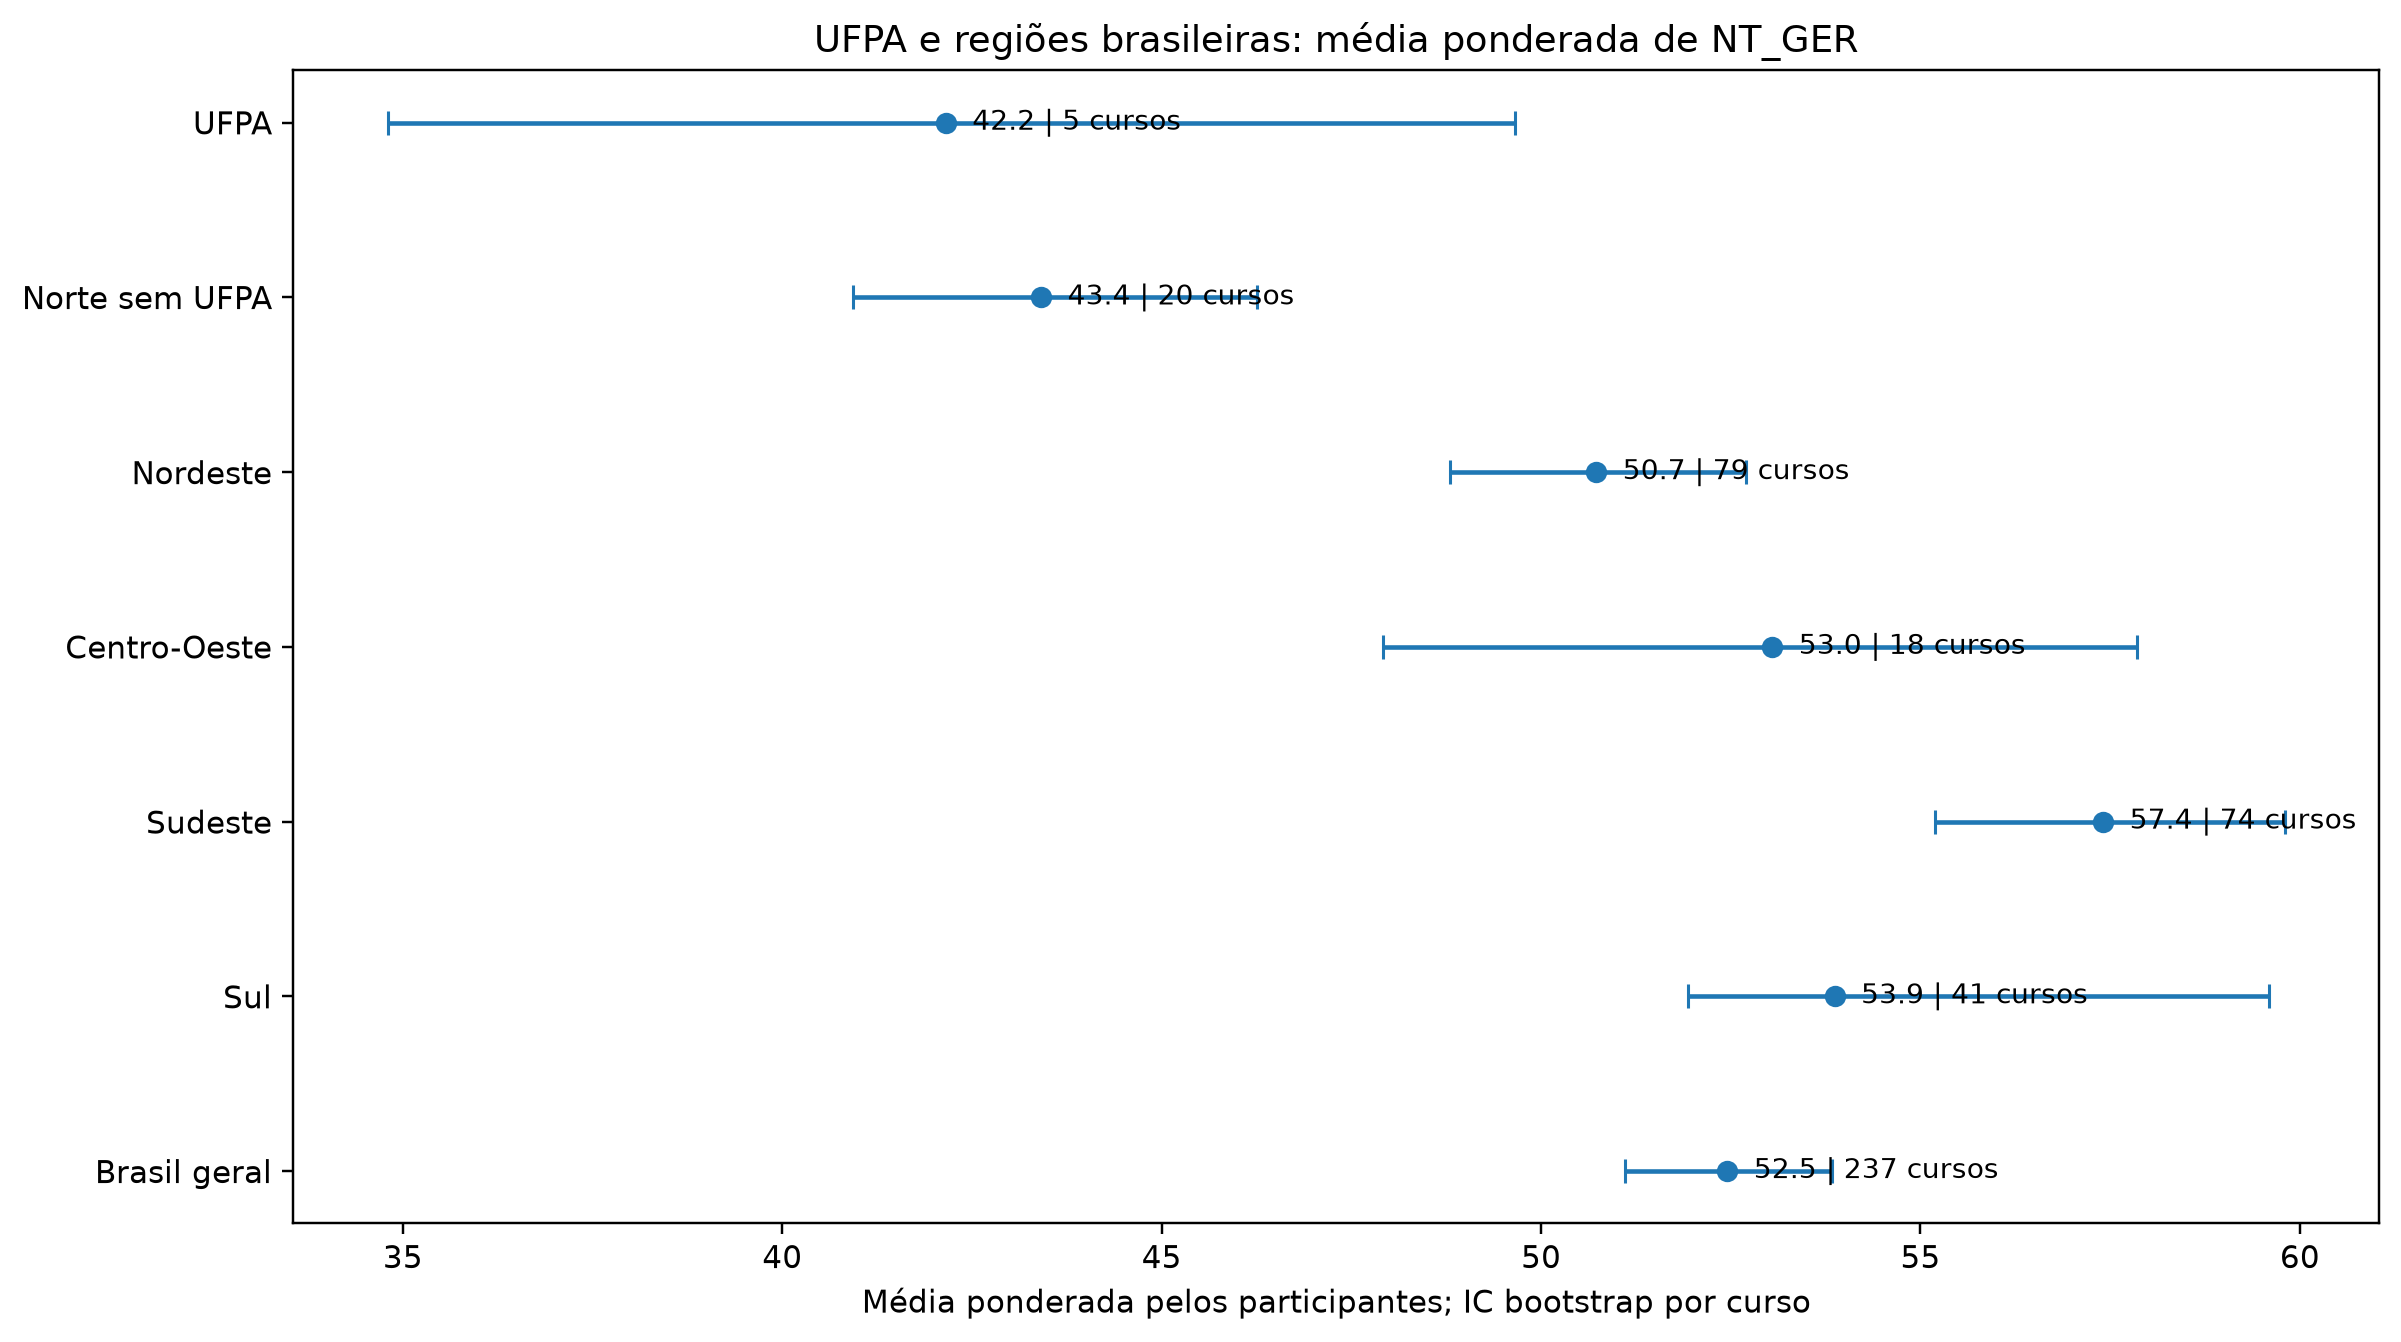 UFPA e regiões brasileiras: média ponderada de NT_GER
UFPA
42.2 | 5 cursos
Norte sem UFPA
43.4 | 20 cursos
Nordeste
50.7 | 79 cursos
Centro-Oeste
53.0 | 18 cursos
Sudeste
57.4 | 74 cursos
Sul
53.9 | 41 cursos
Brasil geral
52.5 | 237 cursos
35 40 45 50 55 60
Média ponderada pelos participantes; IC bootstrap por curso